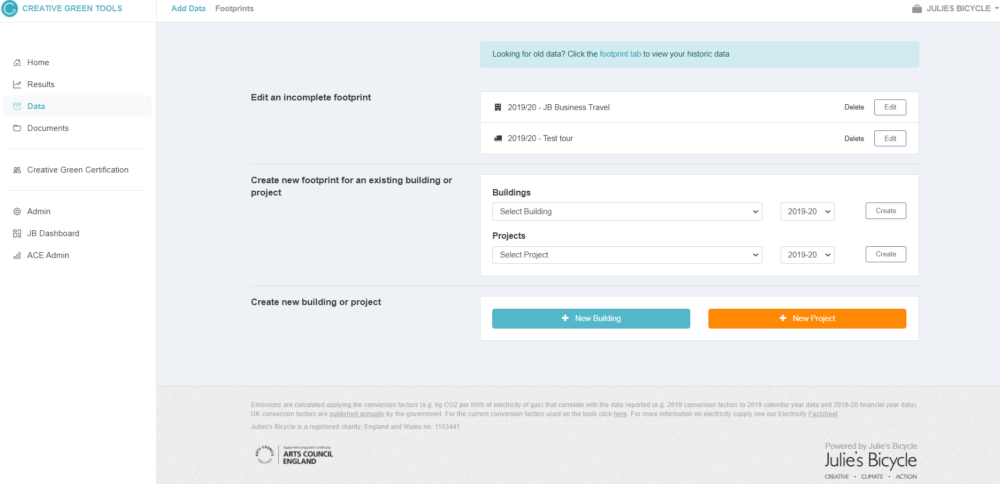 CREATIVE GREEN TOOLS
Add Data Footprints
JULIES BICYCLE
Home
Results
Data
Documents
Creative Green Certification
Admin
JB Dashboard
ACE Admin
Looking for old data? Click the footprint tab to view your historic data
Edit an incomplete footprint
2019/20 - JB Business Travel Delete Edit
2019/20 - Test tour Delete Edit
Create new footprint for an existing building or
project
Buildings
Select Building 2019-20 Create
Projects
Select Project 2019-20 Create
Create new building or project
New Building New Project
Emissions are calculated applying the conversion factors (e.g. kg CO2 per kWh of electricity of gas) that correlate with the data reported (e.g. 2019 conversion factors to 2019 calendar year data and 2019-20 financial year data).
UK conversion factors are published annually by the government. For the current conversion factors used on the tools click here. For more information on electricity supply see our Electricity Factsheet.
Julies's Bicycle is a registered charity: England and Wales no. 1153441
ARTS COUNCIL
ENGLAND
Supported using public funding by
ARTS COUNCIL
ENGLAND
Powered by Julie's Bicycle
Julie's Bicycle
CREATIVE • CLIMATE • ACTION